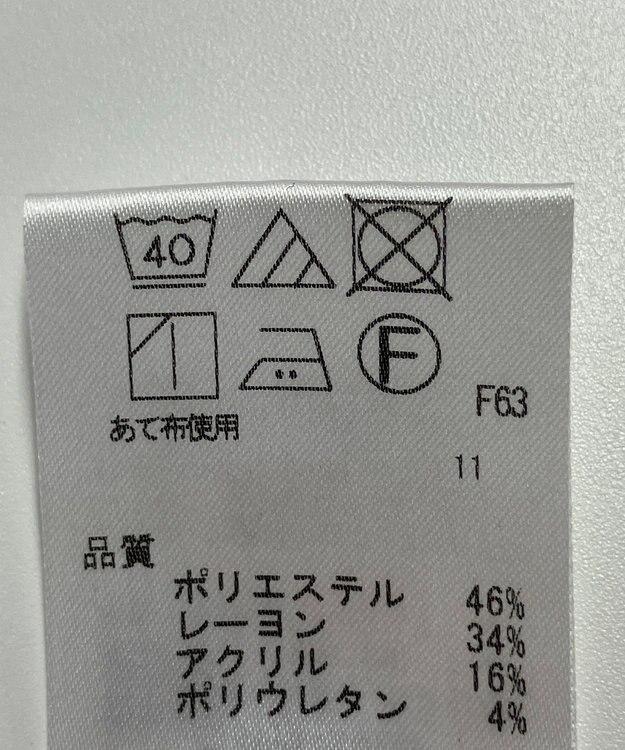 40
F
F63
あて布使用
11
品質
ポリエステル 46%
レーヨン 34%
アクリル 16%
ポリウレタン 4%